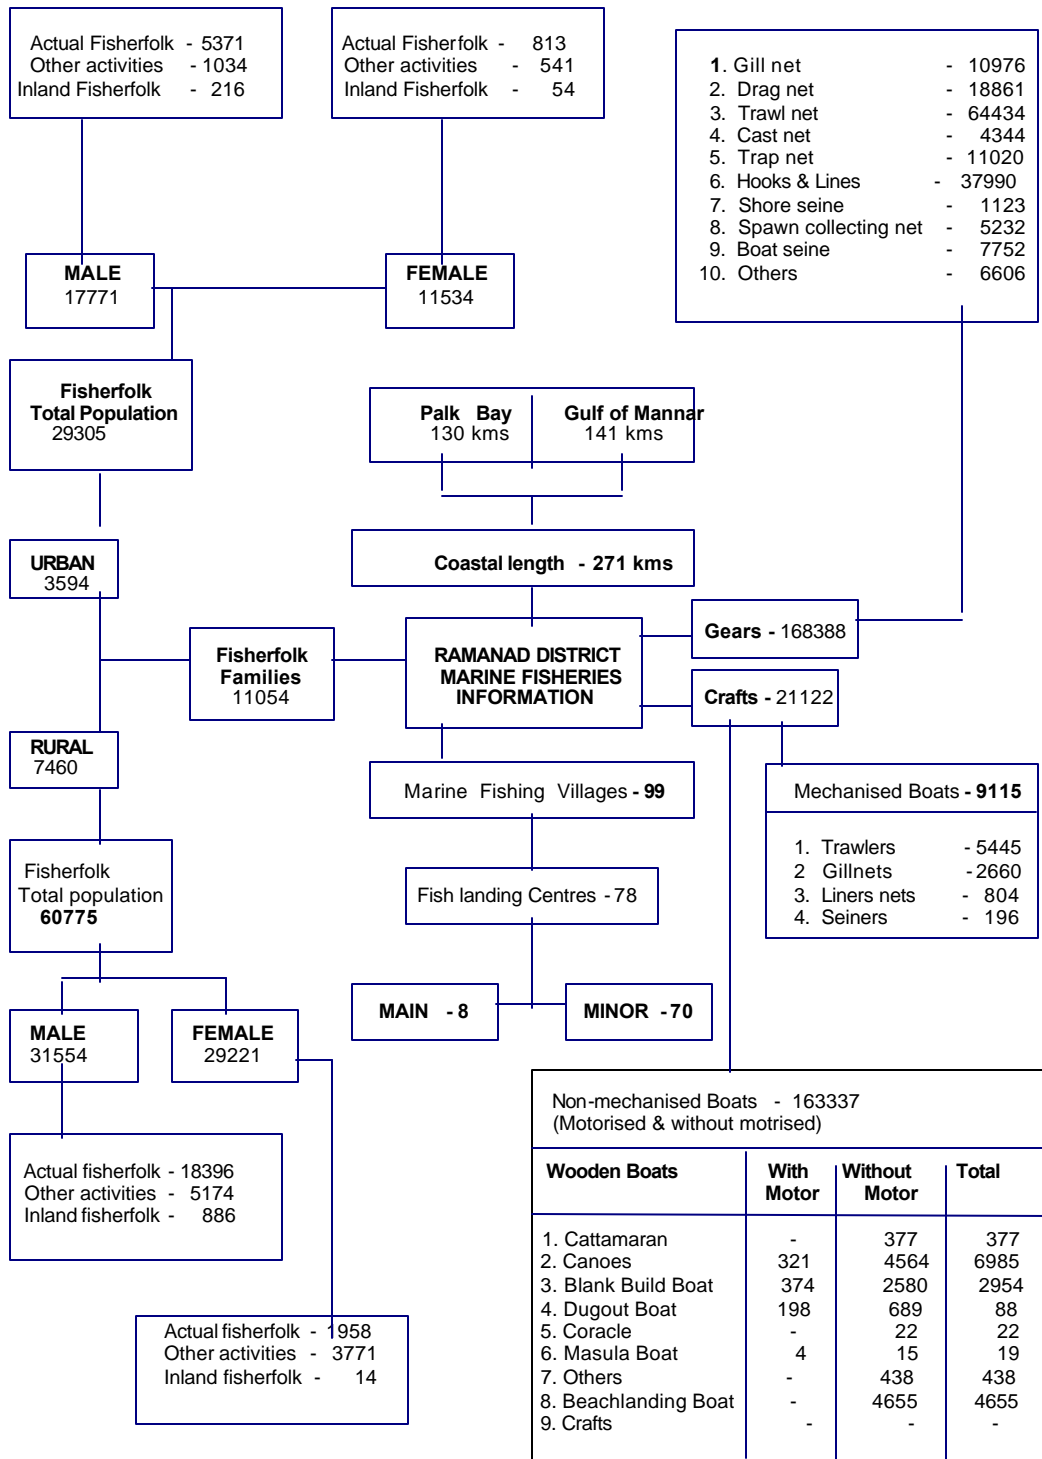 Actual Fisherfolk - 5371
Other activities - 1034
Inland Fisherfolk - 216
Actual Fisherfolk - 813
Other activities - 541
Inland Fisherfolk - 54
1. Gill net - 10976
2. Drag net - 18861
3. Trawl net - 64434
4. Cast net - 4344
5. Trap net - 11020
6. Hooks & Lines - 37990
7. Shore seine - 1123
8. Spawn collecting net - 5232
9. Boat seine - 7752
10. Others - 6606
MALE
17771
FEMALE
11534
Fisherfolk
Total Population
29305
Palk Bay
130 kms
Gulf of Mannar
141 kms
Coastal length - 271 kms
URBAN
3594
Fisherfolk
Families
11054
RAMANAD DISTRICT
MARINE FISHERIES
INFORMATION
Gears - 168388
Crafts - 21122
RURAL
7460
Marine Fishing Villages - 99
Mechanised Boats - 9115
1. Trawlers - 5445
2 Gillnets - 2660
3. Liners nets - 804
4. Seiners - 196
Fisherfolk
Total population
60775
Fish landing Centres - 78
MAIN - 8
MINOR - 70
MALE
31554
FEMALE
29221
Actual fisherfolk - 18396
Other activities - 5174
Inland fisherfolk - 886
Actual fisherfolk - 1958
Other activities - 3771
Inland fisherfolk - 14
Non-mechanised Boats - 163337
(Motorised & without motrised)
Wooden Boats With Without Total
Motor Motor
1. Cattamaran - 377 377
2. Canoes 321 4564 6985
3. Blank Build Boat 374 2580 2954
4. Dugout Boat 198 689 88
5. Coracle - 22 22
6. Masula Boat 4 15 19
7. Others - 438 438
8. Beachlanding Boat - 4655 4655
9. Crafts - - -